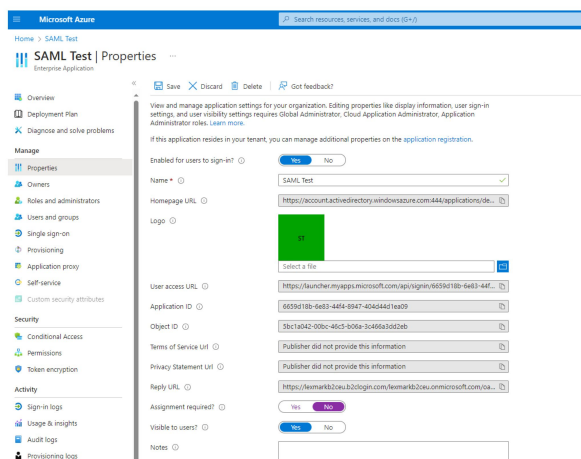 Microsoft Azure
Search resources, services, and docs (G+/)
Home > SAML Test
SAML Test | Properties ...
Enterprise Application
Save Discard Delete Got feedback?
Overview
Deployment Plan
Diagnose and solve problems
Manage
Properties
Owners
Roles and administrators
Users and groups
Single sign-on
Provisioning
Application proxy
Self-service
Custom security attributes
Security
Conditional Access
Permissions
Token encryption
Activity
Sign-in logs
Usage & insights
Audit logs
Provisioning logs
View and manage application settings for your organization. Editing properties like display information, user sign-in
settings, and user visibility settings requires Global Administrator, Cloud Application Administrator, Application
Administrator roles. Learn more.
If this application resides in your tenant, you can manage additional properties on the application registration.
Enabled for users to sign-in? Yes No
Name * SAML Test
Homepage URL https://account.activedirectory.windowsazure.com:444/applications/de...
Logo
ST
Select a file
User access URL https://launcher.myapps.microsoft.com/api/signin/6659d18b-6e83-44f...
Application ID 6659d18b-6e83-44f4-8947-404d44d1ea09
Object ID 5bc1a042-00bc-46c5-b06a-3c466a3dd2eb
Terms of Service Url Publisher did not provide this information
Privacy Statement Url Publisher did not provide this information
Reply URL https://lexmarkb2ceu.b2clogin.com/lexmarkb2ceu.onmicrosoft.com/oa...
Assignment required? Yes No
Visible to users? Yes No
Notes